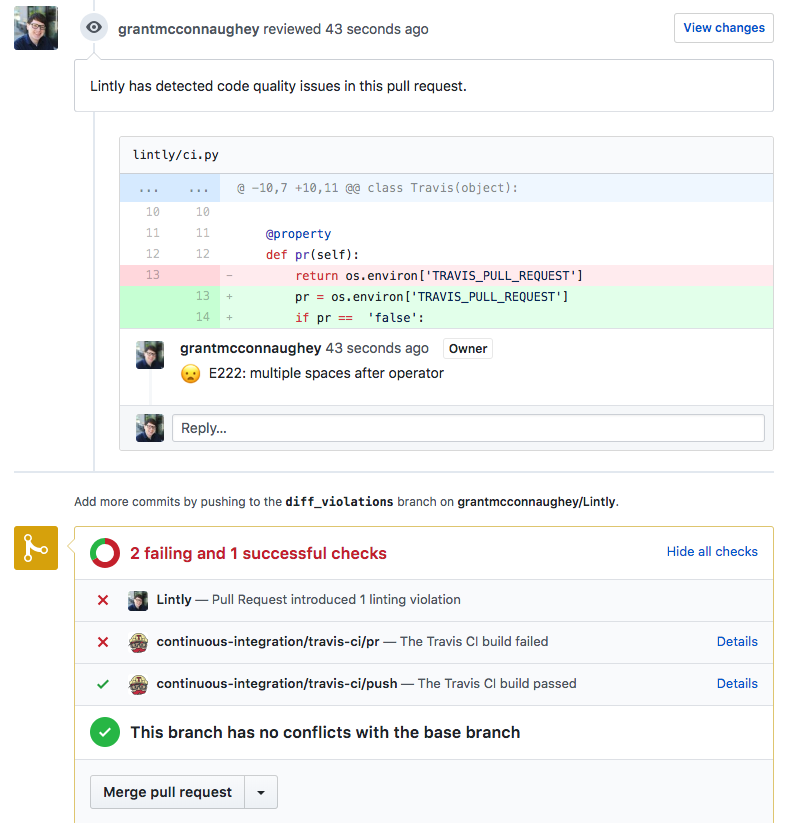 grantmcconnaughey reviewed 43 seconds ago
View changes
Lintly has detected code quality issues in this pull request.
lintly/ci.py
... ... @ -10,7 +10,11 @@ class Travis(object):
10 10
11 11 @property
12 12 def pr(self):
13 - return os.environ['TRAVIS_PULL_REQUEST']
13 + pr = os.environ['TRAVIS_PULL_REQUEST']
14 + if pr ==  'false':
grantmcconnaughey 43 seconds ago Owner
E222: multiple spaces after operator
Reply...
Add more commits by pushing to the diff_violations branch on grantmcconnaughey/Lintly.
2 failing and 1 successful checks
Hide all checks
Lintly — Pull Request introduced 1 linting violation
continuous-integration/travis-ci/pr — The Travis CI build failed Details
continuous-integration/travis-ci/push — The Travis CI build passed Details
This branch has no conflicts with the base branch
Merge pull request